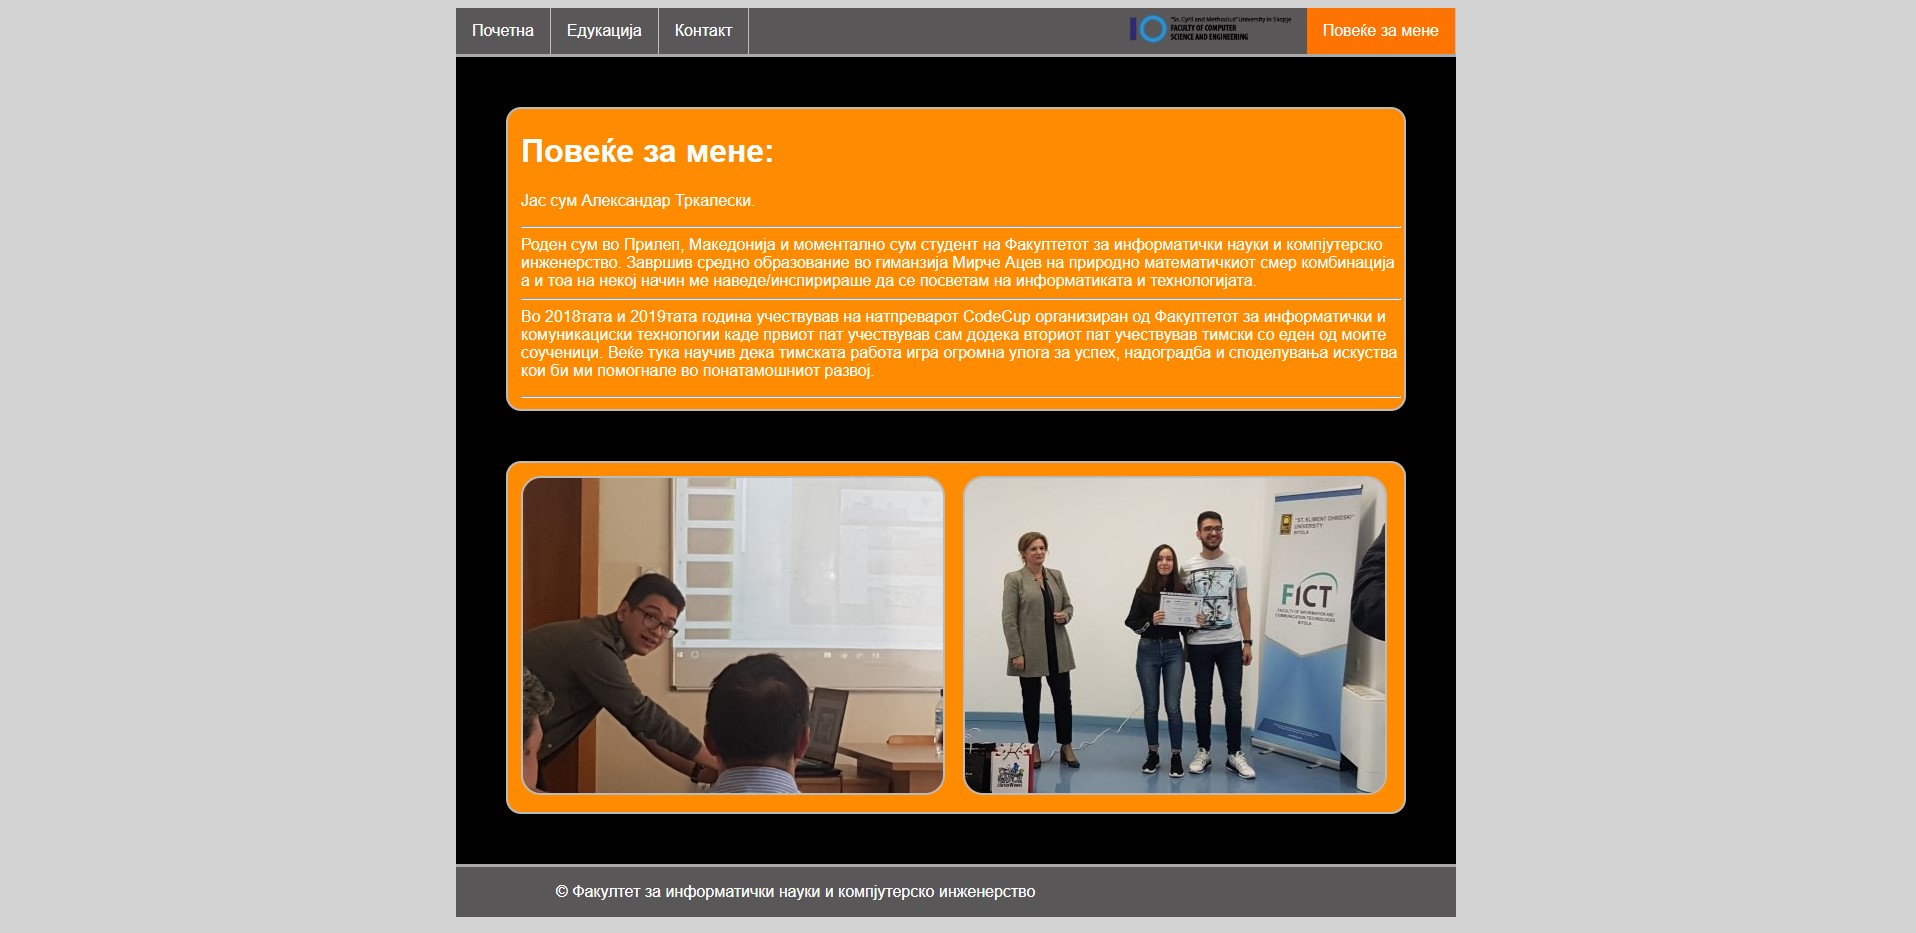 Почетна
Едукација
Контакт
"Ss. Cyril and Methodius" University in Skopje
FACULTY OF COMPUTER
SCIENCE AND ENGINEERING
Повеќе за мене
Повеќе за мене:
Јас сум Александар Тркалески.
Роден сум во Прилеп, Македонија и моментално сум студент на Факултетот за информатички науки и компјутерско
инженерство. Завршив средно образование во гиманзија Мирче Ацев на природно математичкиот смер комбинација
а и тоа на некој начин ме наведе/инспирираше да се посветам на информатиката и технологијата.
Во 2018тата и 2019тата година учествував на натпреварот CodeCup организиран од Факултетот за информатички и
комуникациски технологии каде првиот пат учествував сам додека вториот пат учествував тимски со еден од моите
соученици. Веќе тука научив дека тимската работа игра огромна улога за успех, надоградба и споделувања искуства
кои би ми помогнале во понатамошниот развој.
"ST. KLIMENT OHRIDSKI"
UNIVERSITY
BITOLA
FICT
FACULTY OF INFORMATION AND
COMMUNICATION TECHNOLOGIES
BITOLA
© Факултет за информатички науки и компјутерско инженерство